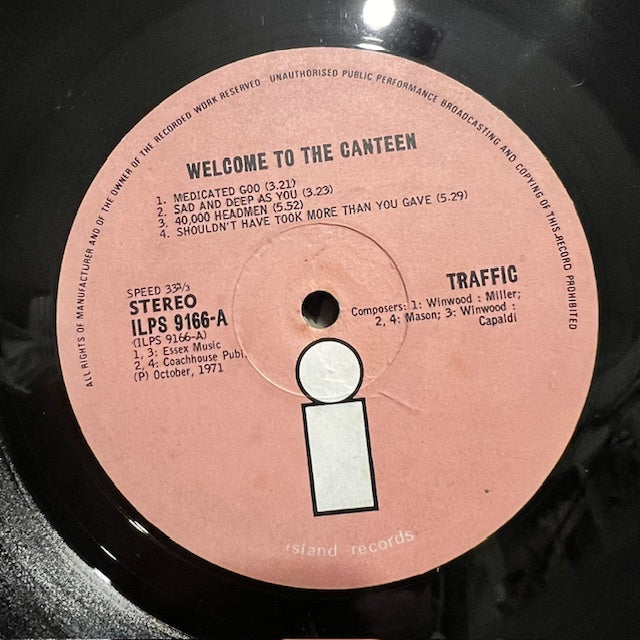 ALL RIGHTS OF MANUFACTURER AND OF THE OWNER OF THE RECORDED WORK RESERVED UNAUTHORISED PUBLIC PERFORMANCE BROADCASTING AND COPYING OF THIS RECORD PROHIBITED
WELCOME TO THE CANTEEN
1. MEDICATED GOO (3.21)
2. SAD AND DEEP AS YOU (3.23)
3. 40,000 HEADMEN (5.52)
4. SHOULDN'T HAVE TOOK MORE THAN YOU GAVE (5.29)
SPEED 33⅓
STEREO
ILPS 9166-A
(ILPS 9166-A)
1, 3: Essex Music
2, 4: Coachhouse Publ.
(P) October, 1971
TRAFFIC
Composers: 1: Winwood : Miller;
2, 4: Mason; 3: Winwood :
Capaldi
island records